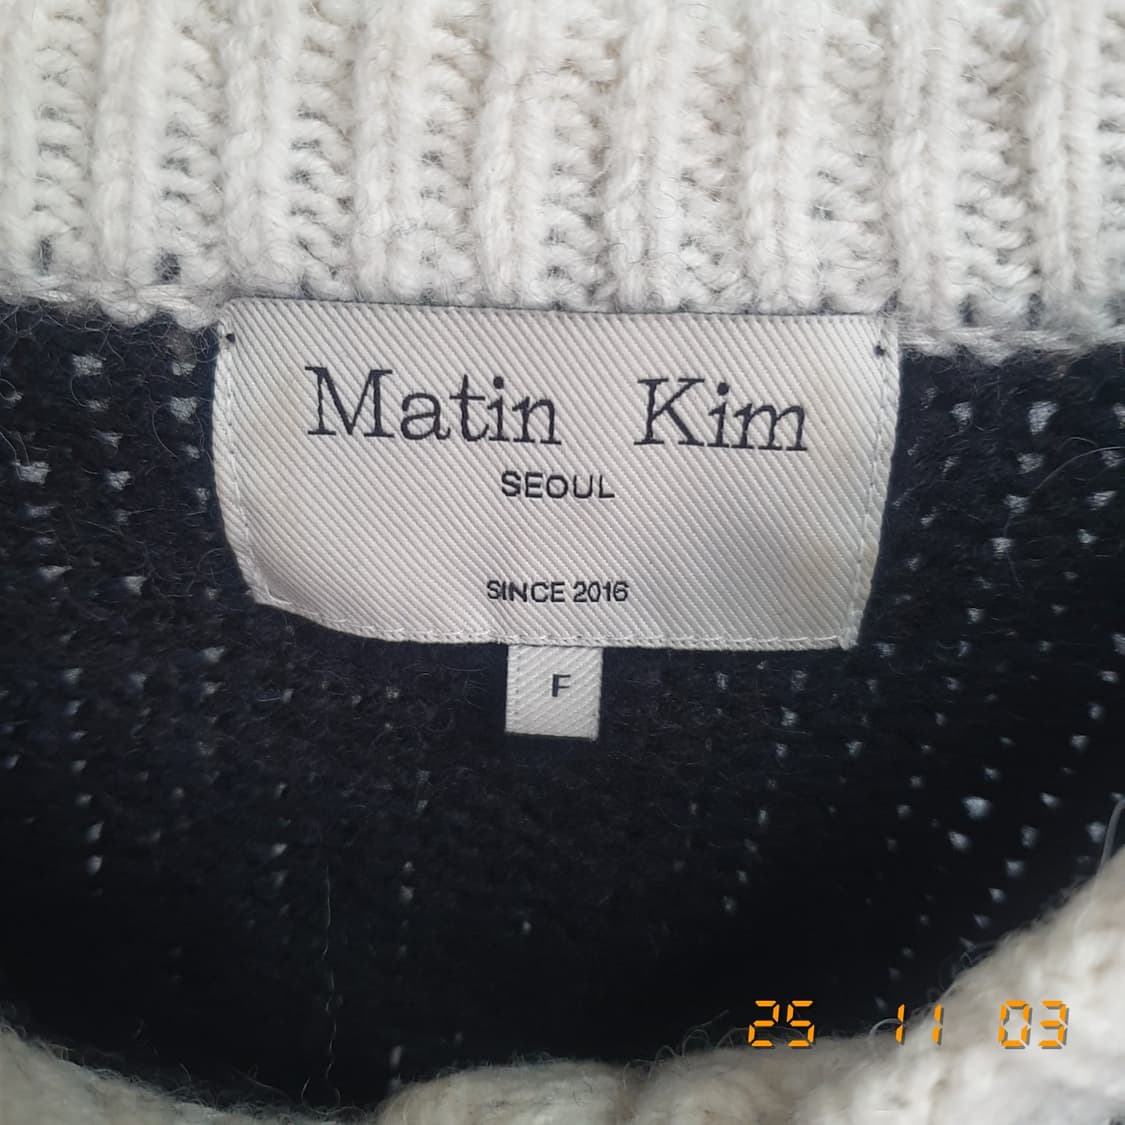 Matin Kim
SEOUL
SINCE 2016
F
25 11 03